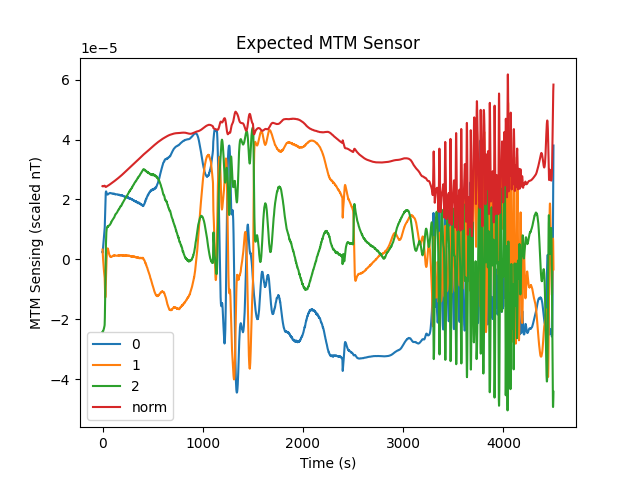 Expected MTM Sensor
1e−5
MTM Sensing (scaled nT)
6
4
2
0
−2
−4
0
1
2
norm
0 1000 2000 3000 4000
Time (s)